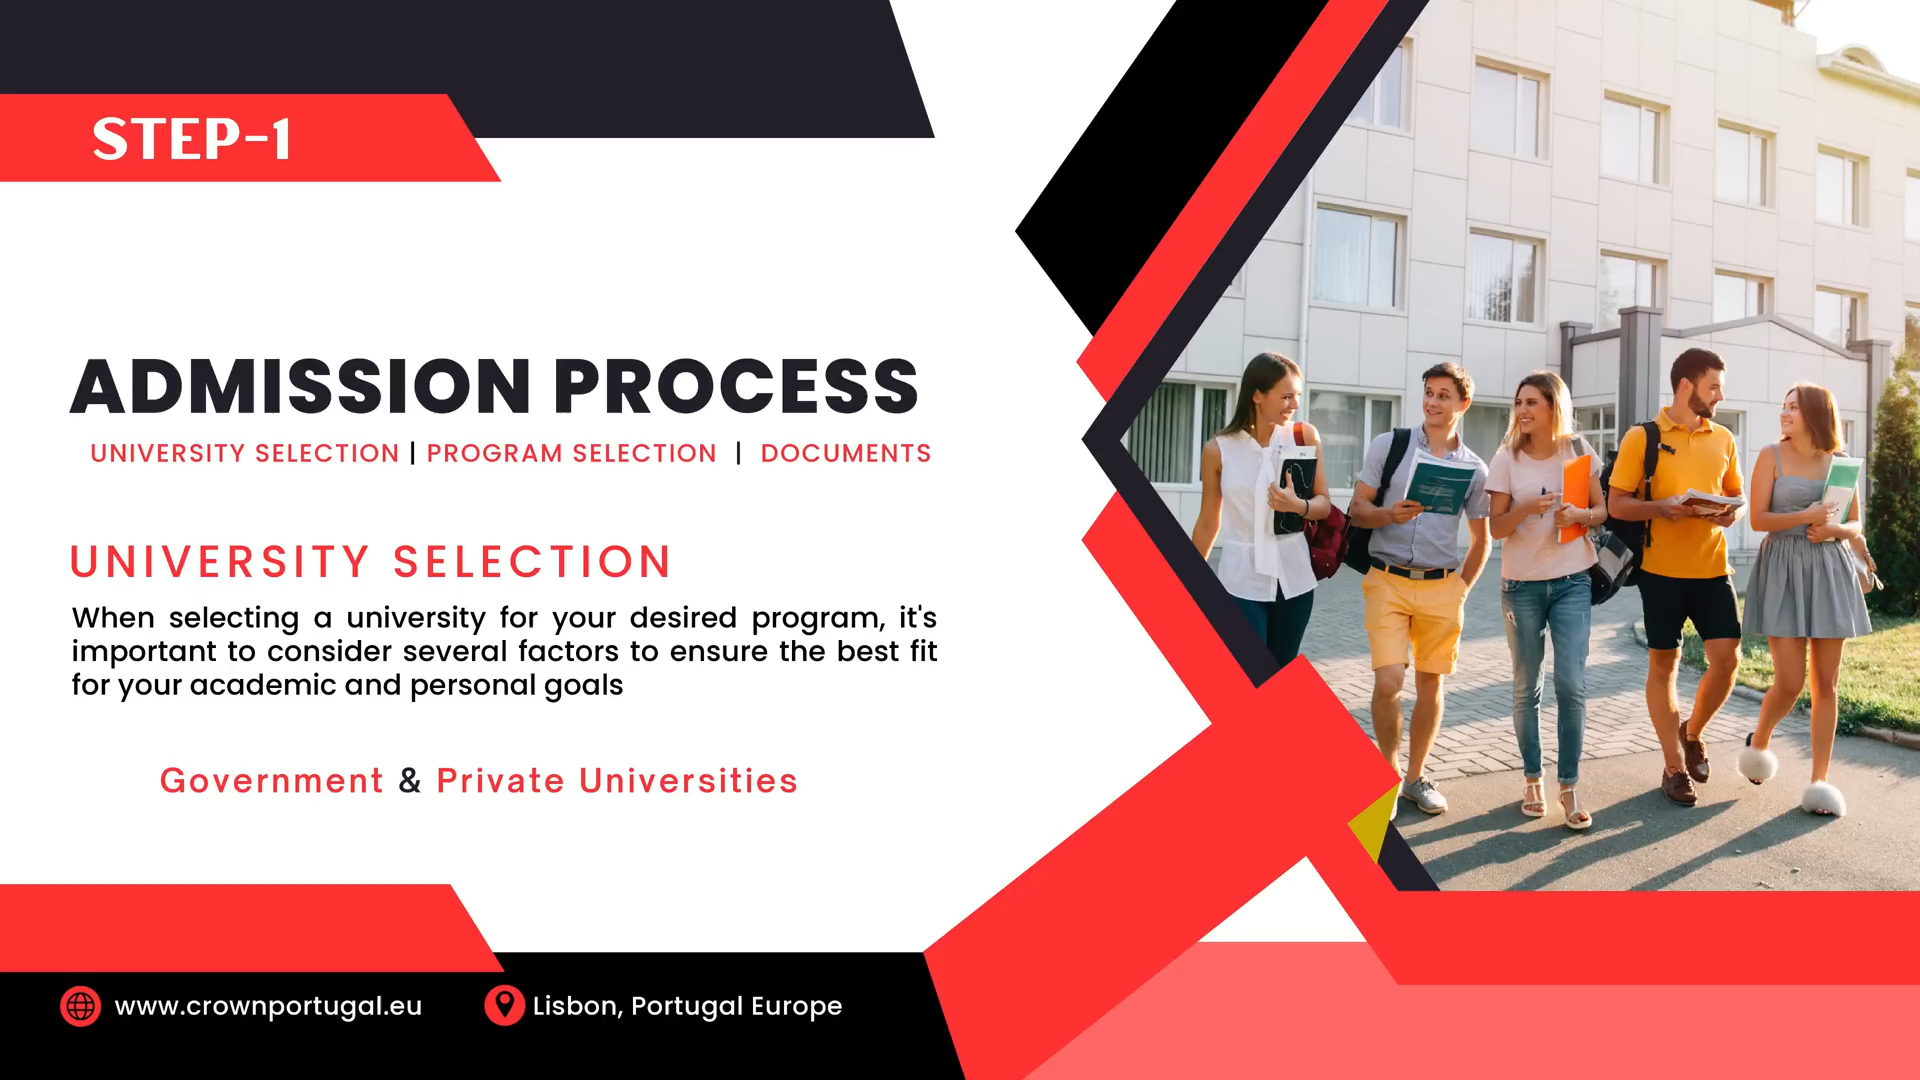 STEP-1
ADMISSION PROCESS
UNIVERSITY SELECTION | PROGRAM SELECTION | DOCUMENTS
UNIVERSITY SELECTION
When selecting a university for your desired program, it's
important to consider several factors to ensure the best fit
for your academic and personal goals
Government & Private Universities
www.crownportugal.eu
Lisbon, Portugal Europe